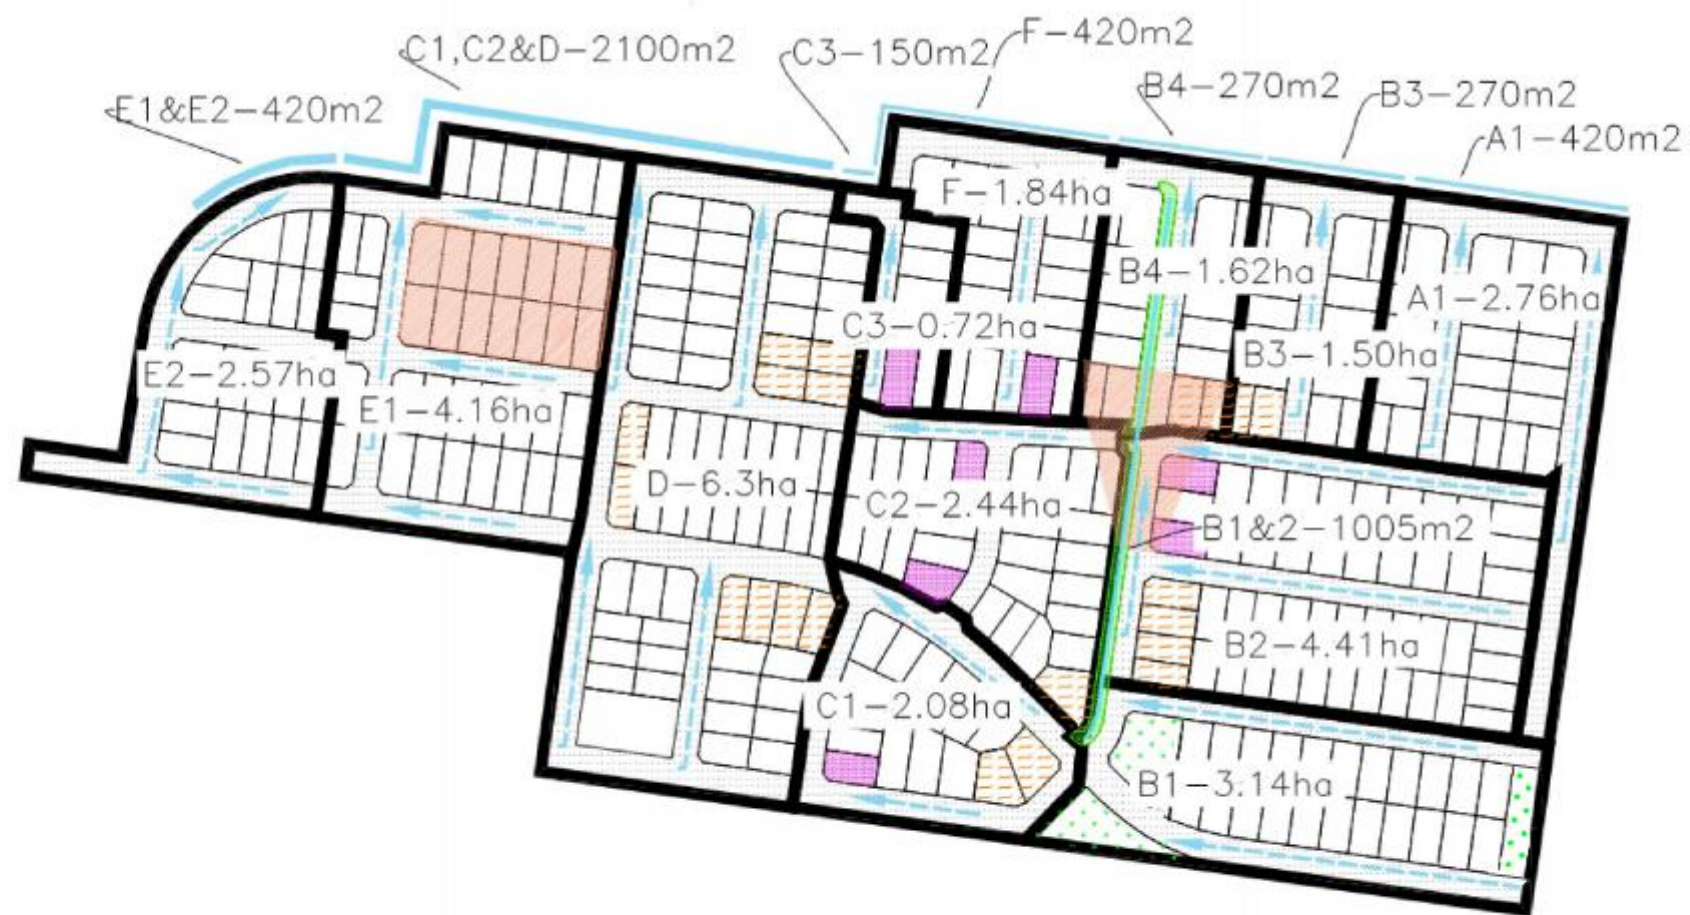 F-420m2
C1,C2&D-2100m2
C3-150m2
B4-270m2
B3-270m2
E1&E2-420m2
A1-420m2
F-1.84ha
B4-1.62ha
A1-2.76ha
C3-0.72ha
B3-1.50ha
E2-2.57ha
E1-4.16ha
D-6.3ha
C2-2.44ha
B1&2-1005m2
B2-4.41ha
C1-2.08ha
B1-3.14ha